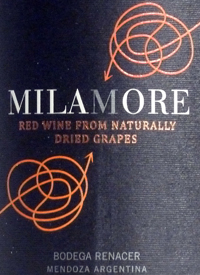 MILAMORE
RED WINE FROM NATURALLY
DRIED GRAPES
BODEGA RENACER
MENDOZA ARGENTINA